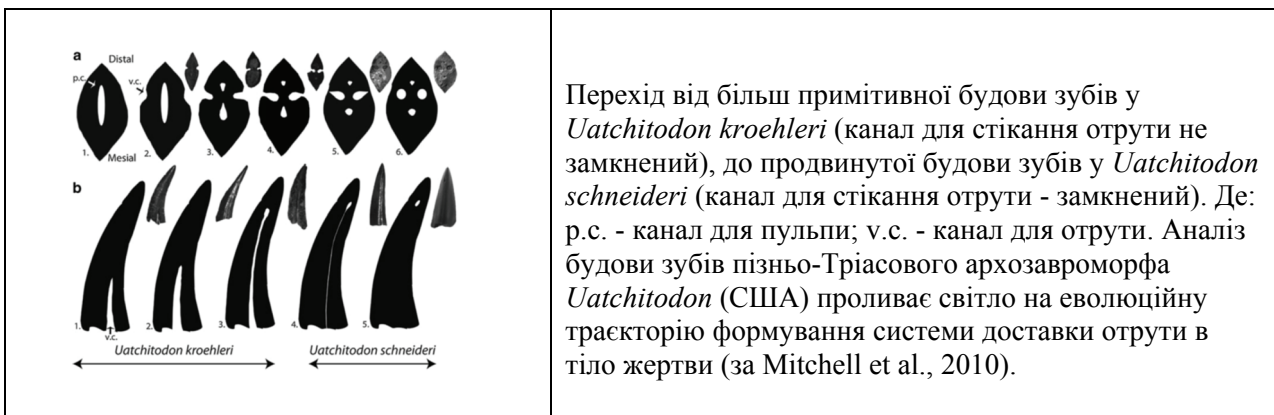 a
Distal
p.c.
v.c.
1.
Mesial
2.
3.
4.
5.
6.
b
1.
v.c.
2.
3.
4.
5.
Uatchitodon kroehleri
Uatchitodon schneideri
Перехід від більш примітивної будови зубів у
Uatchitodon kroehleri (канал для стікання отрути не
замкнений), до продвинутої будови зубів у Uatchitodon
schneideri (канал для стікання отрути - замкнений). Де:
p.c. - канал для пульпи; v.c. - канал для отрути. Аналіз
будови зубів пізньо-Тріасового архозавроморфа
Uatchitodon (США) проливає світло на еволюційну
траєкторію формування системи доставки отрути в
тіло жертви (за Mitchell et al., 2010).